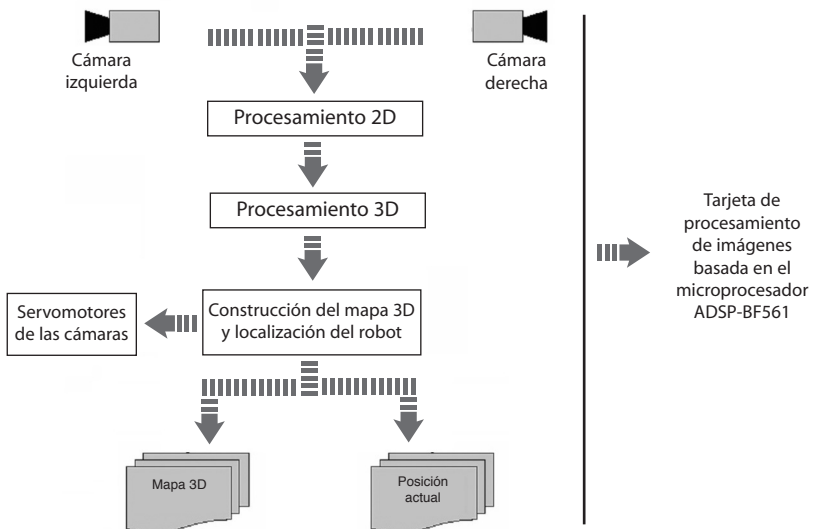 Cámara
izquierda
Cámara
derecha
Procesamiento 2D
Procesamiento 3D
Construcción del mapa 3D
y localización del robot
Servomotores
de las cámaras
Mapa 3D
Posición
actual
Tarjeta de
procesamiento
de imágenes
basada en el
microprocesador
ADSP-BF561